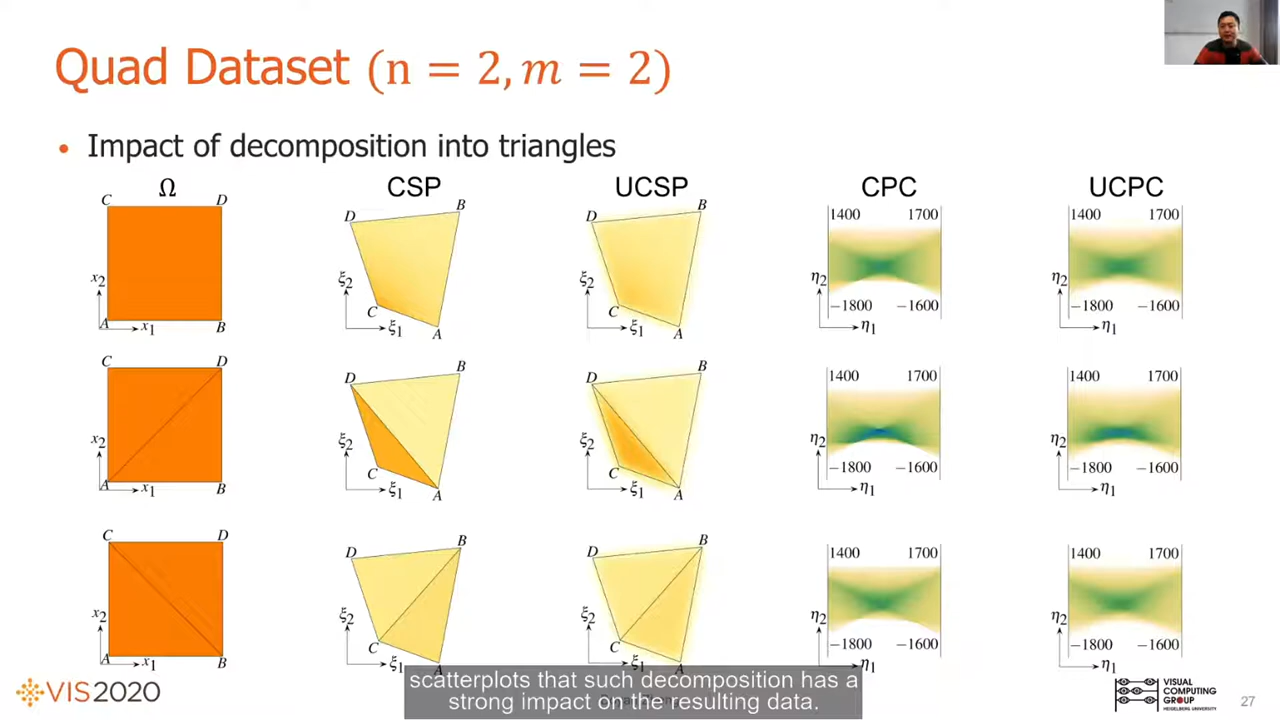 Quad Dataset (n = 2, m = 2)
• Impact of decomposition into triangles
Ω CSP UCSP CPC UCPC
C D x₂ A x₁ B
D B ξ₂ C ξ₁ A
D B ξ₂ C ξ₁ A
1400 1700 η₂ −1800 −1600 η₁
1400 1700 η₂ −1800 −1600 η₁
C D x₂ A x₁ B
D B ξ₂ C ξ₁ A
D B ξ₂ C ξ₁ A
1400 1700 η₂ −1800 −1600 η₁
1400 1700 η₂ −1800 −1600 η₁
C D x₂ A x₁ B
D B ξ₂ C ξ₁ A
D B ξ₂ C ξ₁ A
1400 1700 η₂ −1800 −1600 η₁
1400 1700 η₂ −1800 −1600 η₁
scatterplots that such decomposition has a
strong impact on the resulting data.
VIS2020
VISUAL
COMPUTING
GROUP
HEIDELBERG UNIVERSITY
27